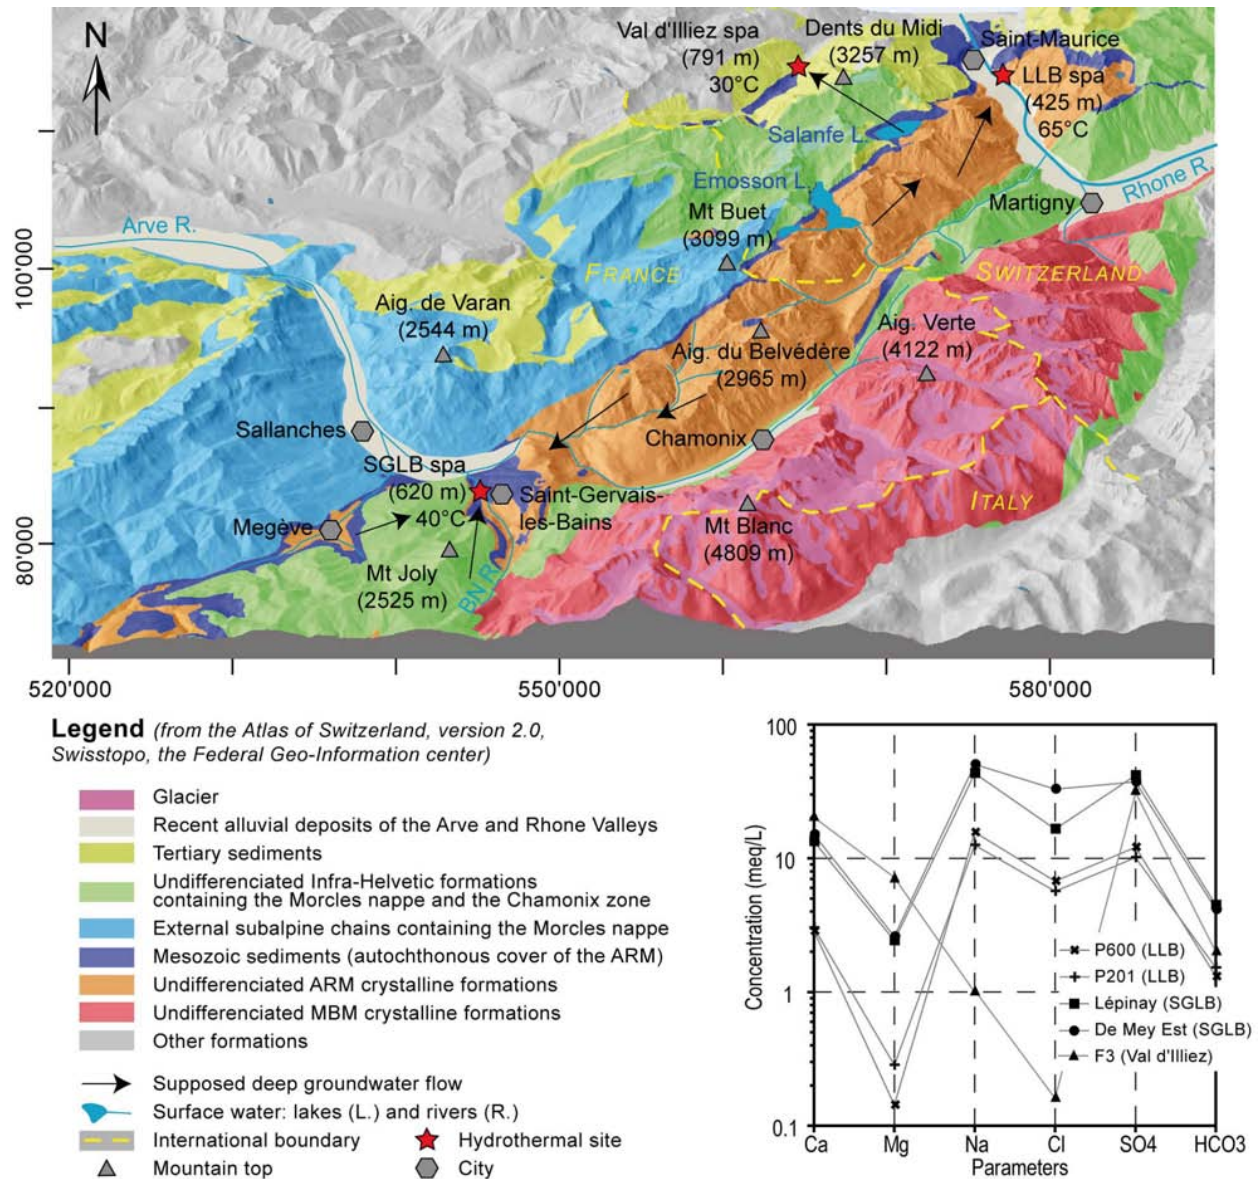 N
Val d'Illiez spa
(791 m)
30°C
Dents du Midi
(3257 m)
Saint-Maurice
LLB spa
(425 m)
65°C
Salanfe L.
Emosson L.
Mt Buet
(3099 m)
Martigny
Rhone R.
Arve R.
FRANCE
SWITZERLAND
Aig. de Varan
(2544 m)
Aig. Verte
(4122 m)
Aig. du Belvédère
(2965 m)
Sallanches
Chamonix
SGLB spa
(620 m)
40°C
Saint-Gervais-
les-Bains
Megève
Mt Blanc
(4809 m)
ITALY
Mt Joly
(2525 m)
BN R.
100'000
80'000
520'000
550'000
580'000
Legend (from the Atlas of Switzerland, version 2.0,
Swisstopo, the Federal Geo-Information center)
Glacier
Recent alluvial deposits of the Arve and Rhone Valleys
Tertiary sediments
Undifferenciated Infra-Helvetic formations
containing the Morcles nappe and the Chamonix zone
External subalpine chains containing the Morcles nappe
Mesozoic sediments (autochthonous cover of the ARM)
Undifferenciated ARM crystalline formations
Undifferenciated MBM crystalline formations
Other formations
Supposed deep groundwater flow
Surface water: lakes (L.) and rivers (R.)
International boundary
Hydrothermal site
Mountain top
City
Concentration (meq/L)
100
10
1
0.1
P600 (LLB)
P201 (LLB)
Lépinay (SGLB)
De Mey Est (SGLB)
F3 (Val d'Illiez)
Ca
Mg
Na
Cl
SO4
HCO3
Parameters